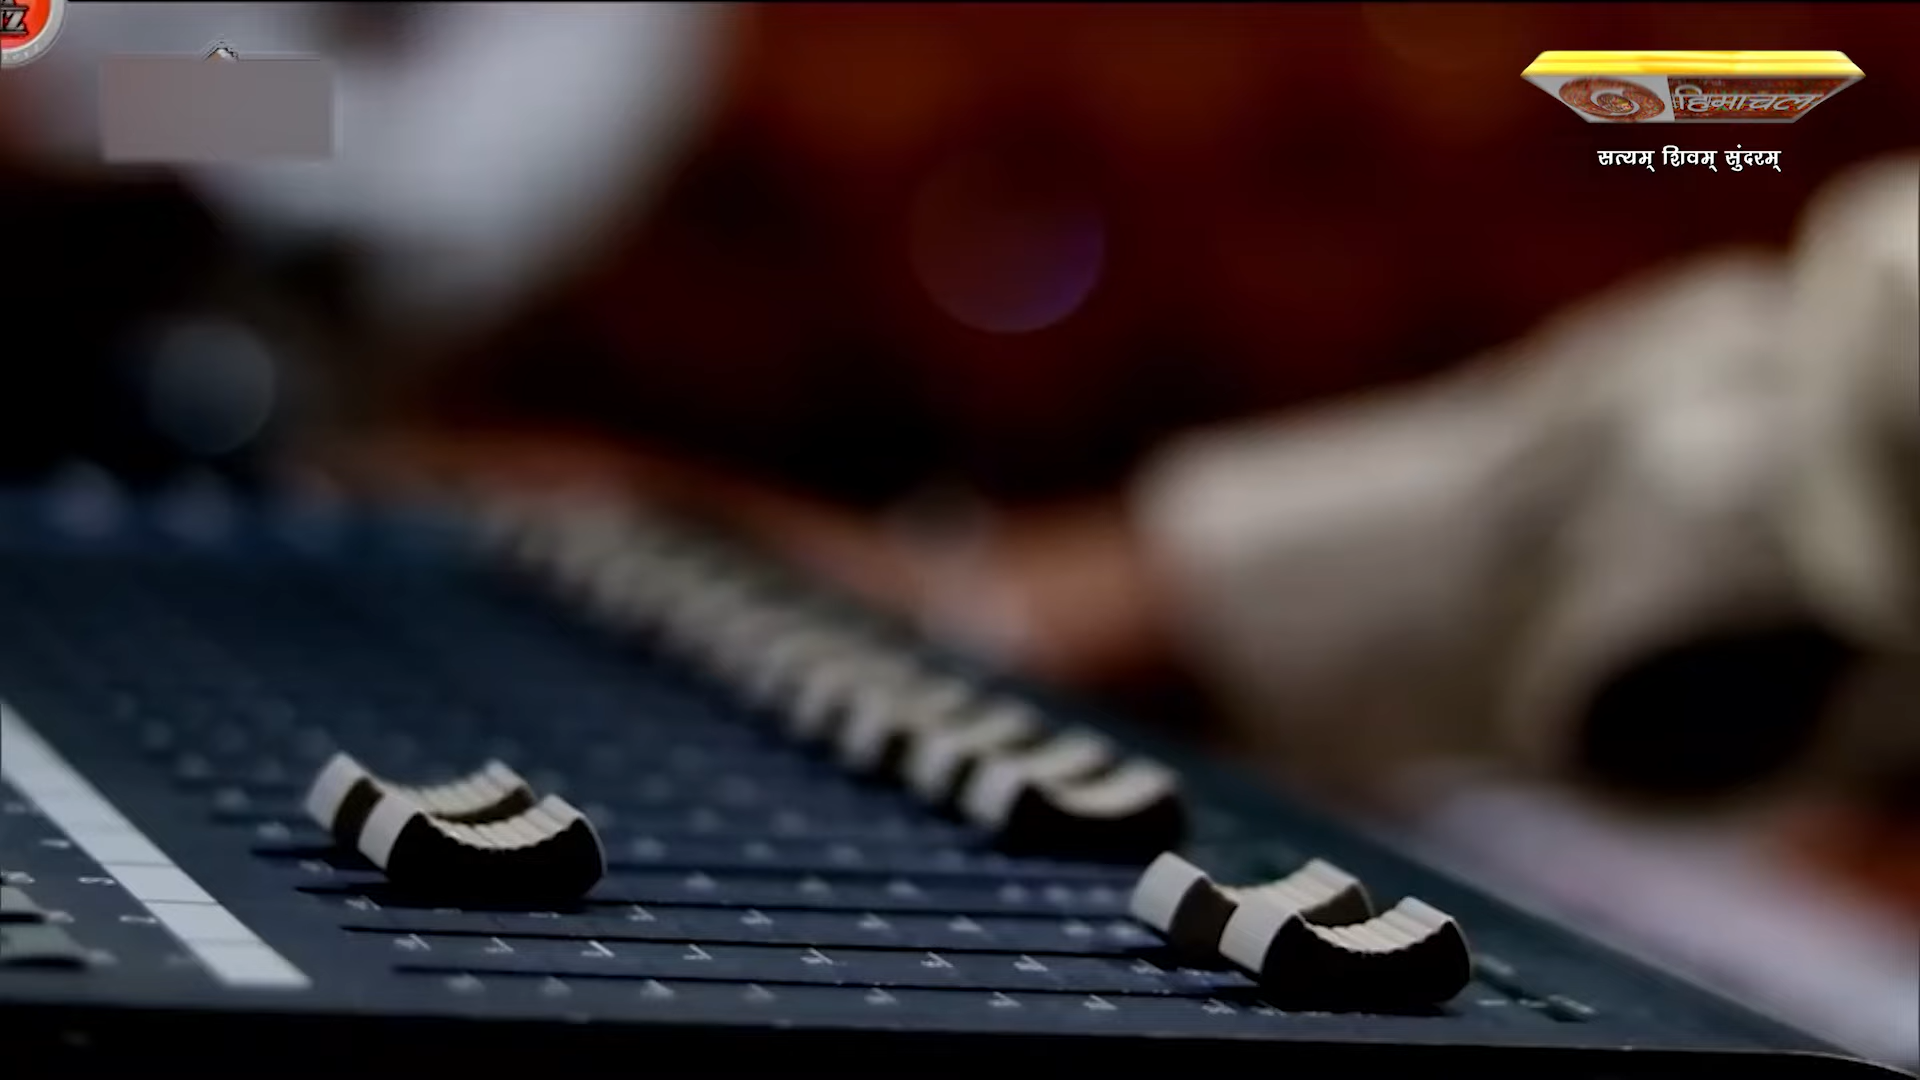 हिमाचल
सत्यम् शिवम् सुंदरम्